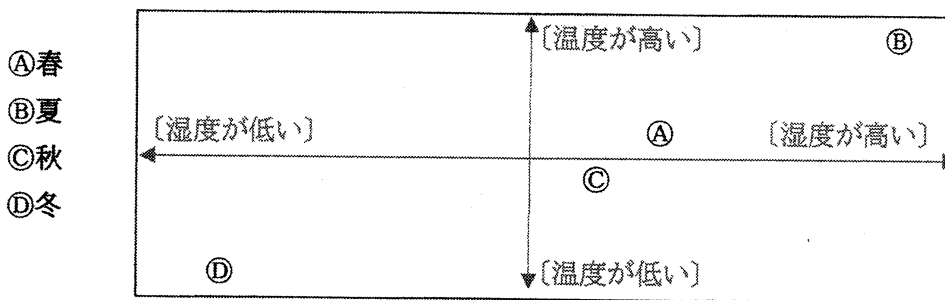 Ⓐ春
Ⓑ夏
Ⓒ秋
Ⓓ冬
〔温度が高い〕
Ⓑ
〔湿度が低い〕
Ⓐ
〔湿度が高い〕
Ⓒ
Ⓓ
〔温度が低い〕